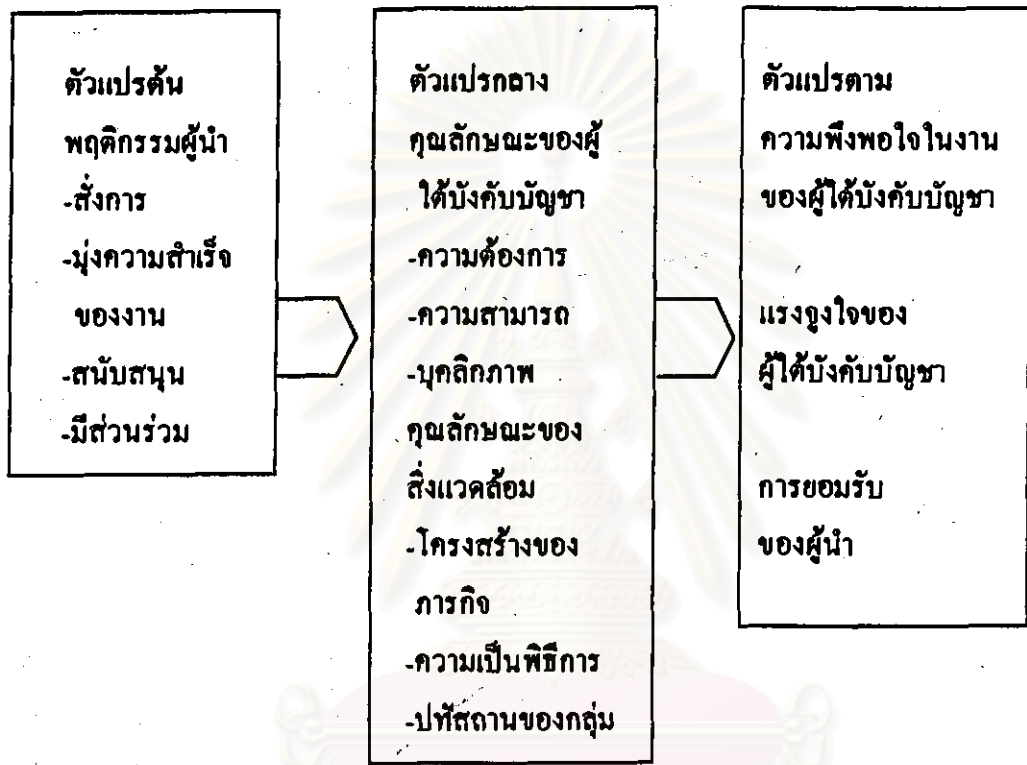 ตัวแปรต้น
พฤติกรรมผู้นำ
-สั่งการ
-มุ่งความสำเร็จ
ของงาน
-สนับสนุน
-มีส่วนร่วม
ตัวแปรกลาง
คุณลักษณะของผู้
ใต้บังคับบัญชา
-ความต้องการ
-ความสามารถ
-บุคลิกภาพ
คุณลักษณะของ
สิ่งแวดล้อม
-โครงสร้างของ
ภารกิจ
-ความเป็นพิธีการ
-ปทัสถานของกลุ่ม
ตัวแปรตาม
ความพึงพอใจในงาน
ของผู้ใต้บังคับบัญชา
แรงจูงใจของ
ผู้ใต้บังคับบัญชา
การยอมรับ
ของผู้นำ